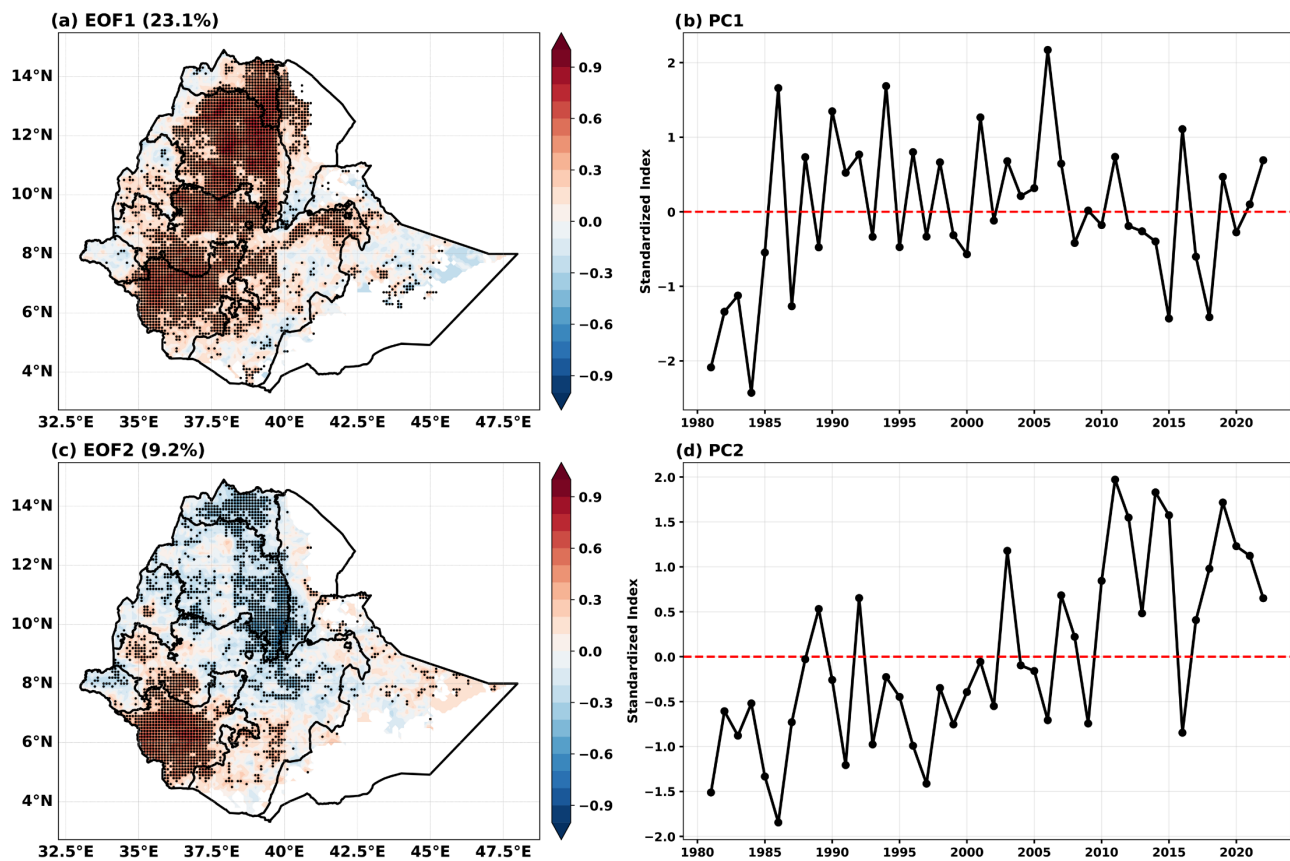 (a) EOF1 (23.1%)
14°N
12°N
10°N
8°N
6°N
4°N
32.5°E 35°E 37.5°E 40°E 42.5°E 45°E 47.5°E
0.9
0.6
0.3
0.0
−0.3
−0.6
−0.9
(b) PC1
Standardized Index
2
1
0
−1
−2
1980 1985 1990 1995 2000 2005 2010 2015 2020
(c) EOF2 (9.2%)
14°N
12°N
10°N
8°N
6°N
4°N
32.5°E 35°E 37.5°E 40°E 42.5°E 45°E 47.5°E
0.9
0.6
0.3
0.0
−0.3
−0.6
−0.9
(d) PC2
Standardized Index
2.0
1.5
1.0
0.5
0.0
−0.5
−1.0
−1.5
−2.0
1980 1985 1990 1995 2000 2005 2010 2015 2020